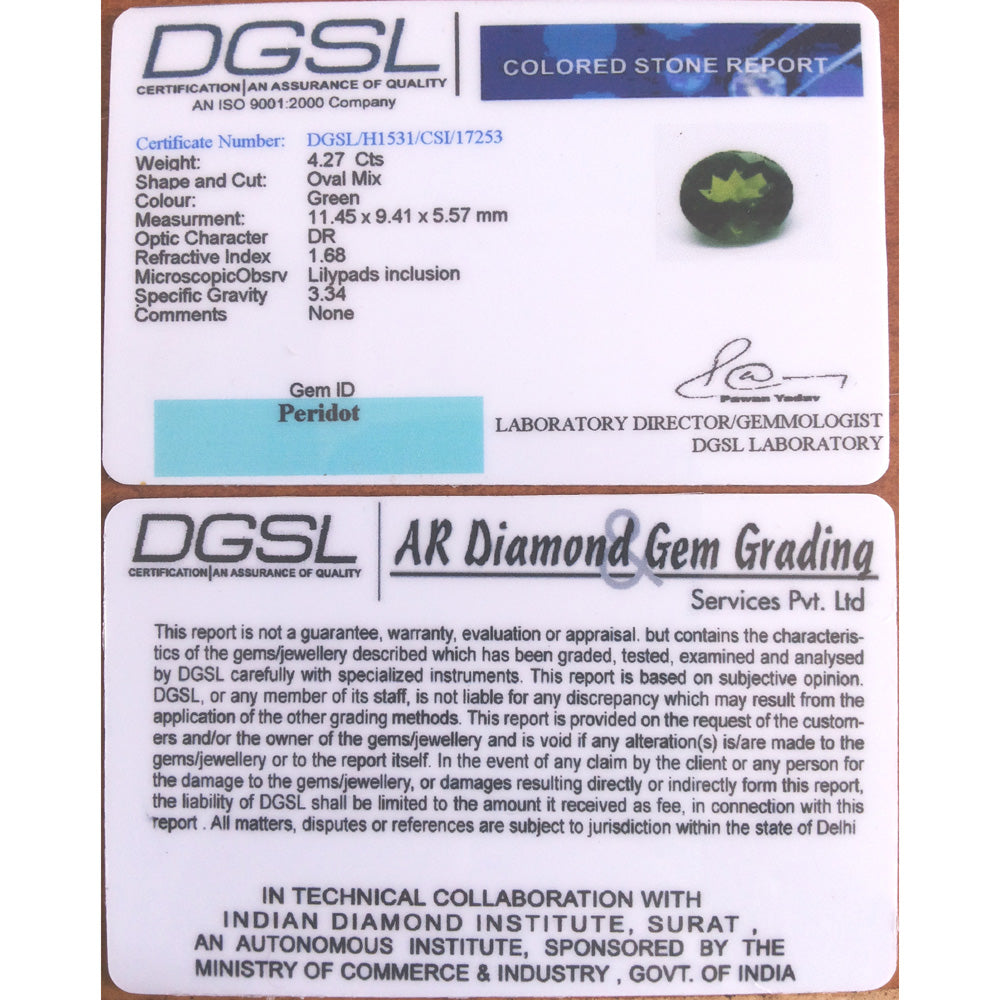 DGSL
CERTIFICATION|AN ASSURANCE OF QUALITY
AN ISO 9001:2000 Company
COLORED STONE REPORT
Certificate Number: DGSL/H1531/CSI/17253
Weight: 4.27 Cts
Shape and Cut: Oval Mix
Colour: Green
Measurment: 11.45 x 9.41 x 5.57 mm
Optic Character DR
Refractive Index 1.68
MicroscopicObsrv Lilypads inclusion
Specific Gravity 3.34
Comments None
Gem ID
Peridot
Pawan Yadav
LABORATORY DIRECTOR/GEMMOLOGIST
DGSL LABORATORY
DGSL
CERTIFICATION|AN ASSURANCE OF QUALITY
AR Diamond & Gem Grading
Services Pvt. Ltd
This report is not a guarantee, warranty, evaluation or appraisal. but contains the characteris-
tics of the gems/jewellery described which has been graded, tested, examined and analysed
by DGSL carefully with specialized instruments. This report is based on subjective opinion.
DGSL, or any member of its staff, is not liable for any discrepancy which may result from the
application of the other grading methods. This report is provided on the request of the custom-
ers and/or the owner of the gems/jewellery and is void if any alteration(s) is/are made to the
gems/jewellery or to the report itself. In the event of any claim by the client or any person for
the damage to the gems/jewellery, or damages resulting directly or indirectly form this report,
the liability of DGSL shall be limited to the amount it received as fee, in connection with this
report . All matters, disputes or references are subject to jurisdiction within the state of Delhi
IN TECHNICAL COLLABORATION WITH
INDIAN DIAMOND INSTITUTE, SURAT ,
AN AUTONOMOUS INSTITUTE, SPONSORED BY THE
MINISTRY OF COMMERCE & INDUSTRY , GOVT. OF INDIA